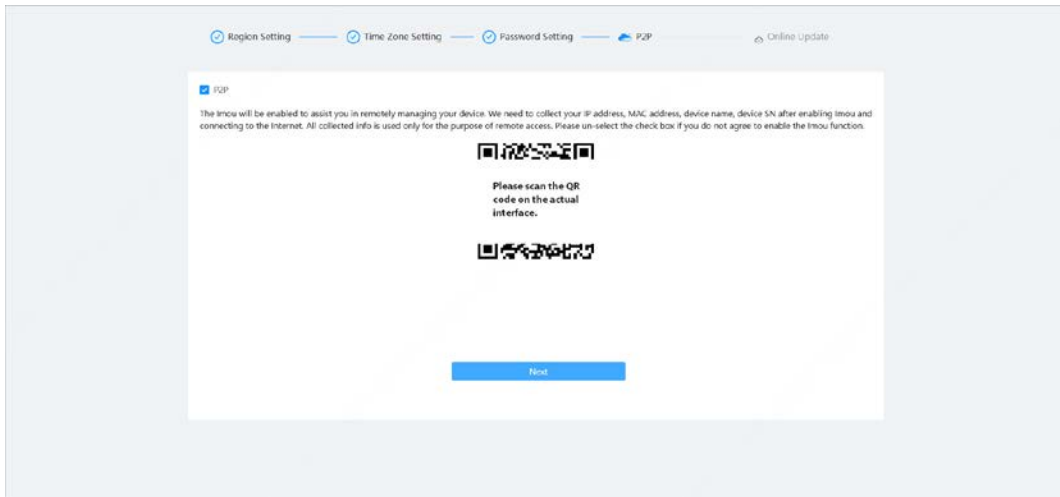 Region Setting Time Zone Setting Password Setting P2P Online Update
P2P
The Imou will be enabled to assist you in remotely managing your device. We need to collect your IP address, MAC address, device name, device SN after enabling Imou and
connecting to the Internet. All collected info is used only for the purpose of remote access. Please un-select the check box if you do not agree to enable the Imou function.
Please scan the QR
code on the actual
interface.
Next